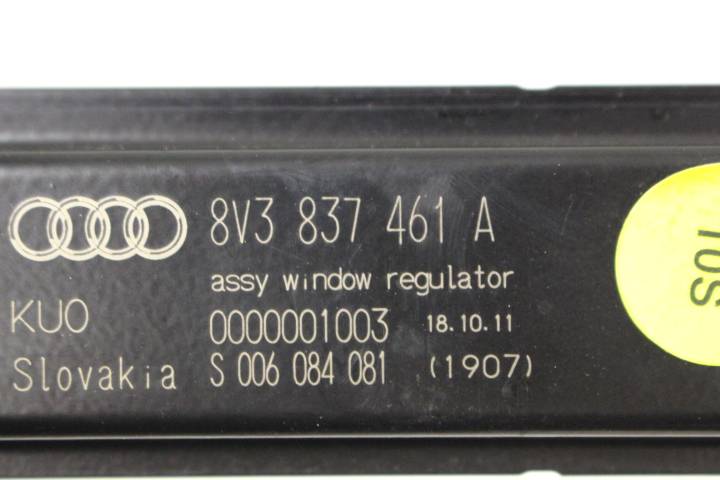 8V3 837 461 A
assy window regulator
KUO 0000001003 18.10.11
Slovakia S 006 084 081 (1907)